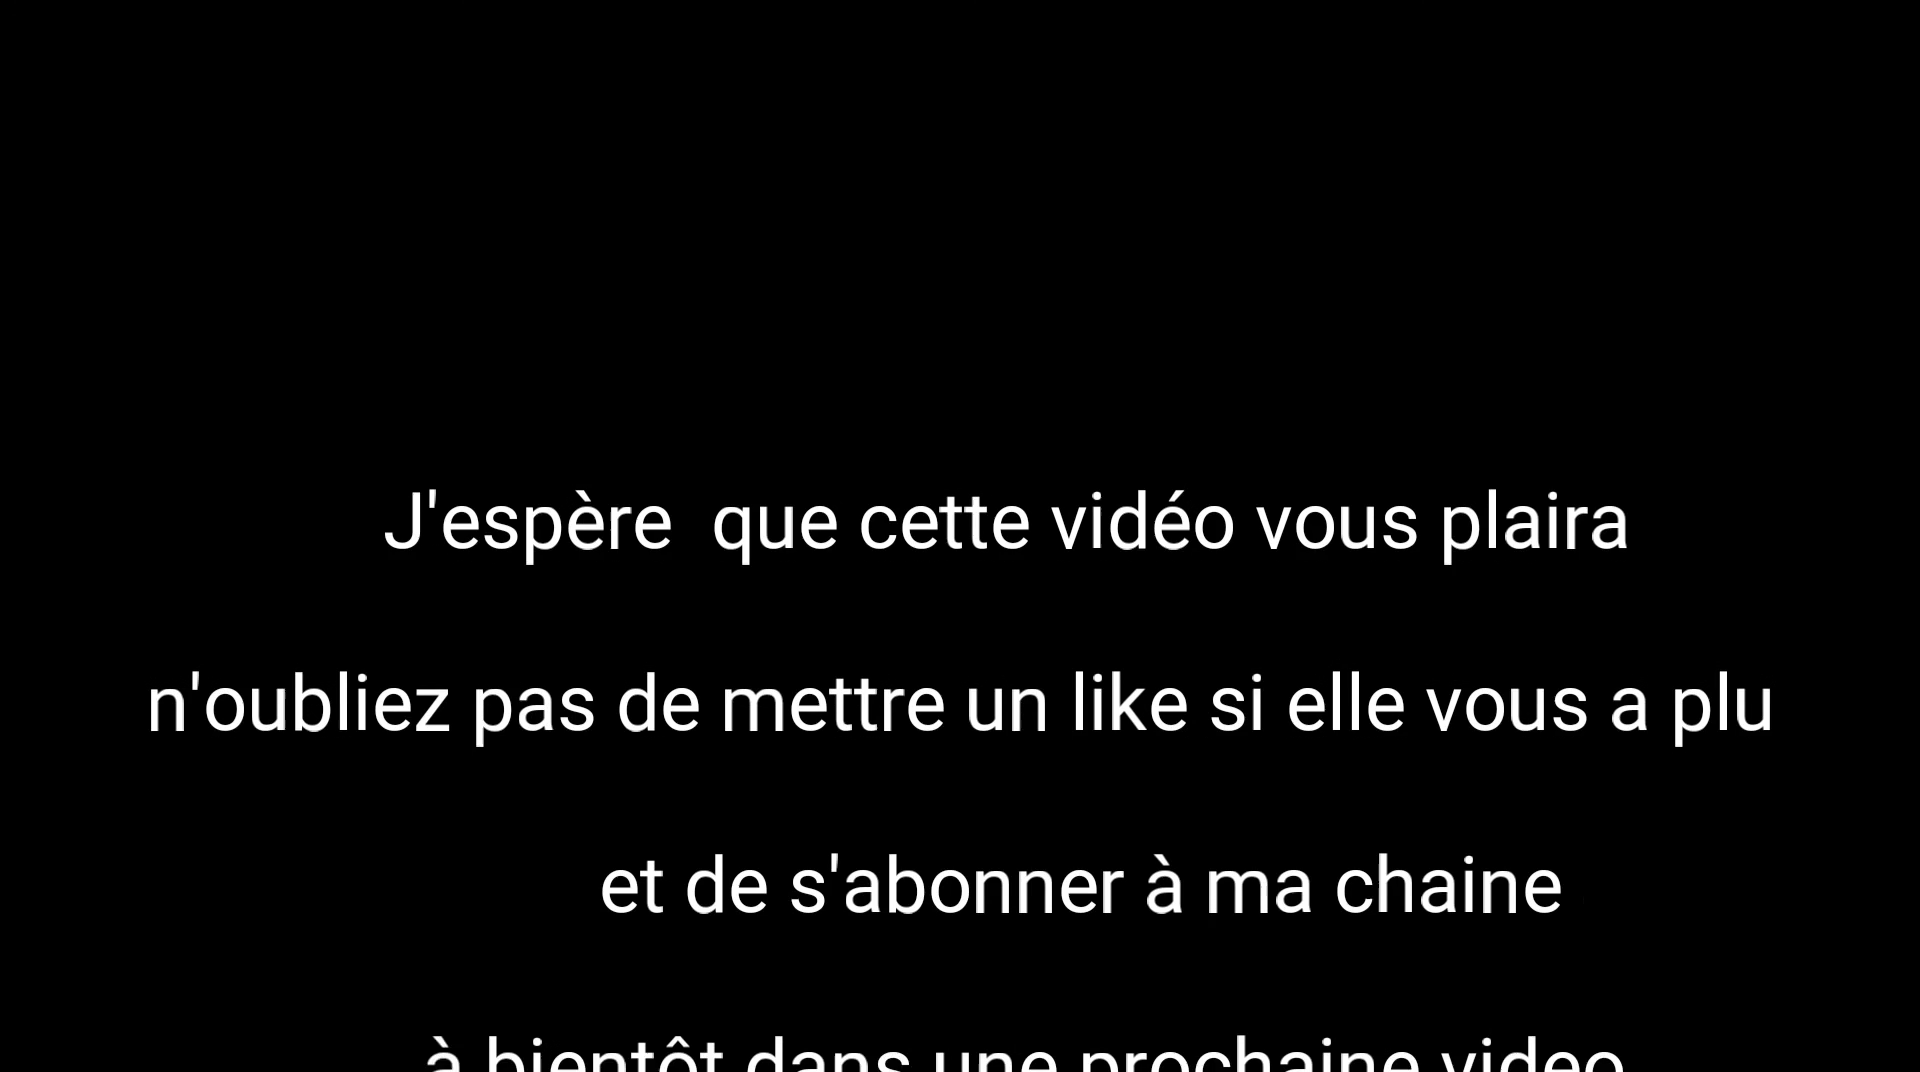 J'espère  que cette vidéo vous plaira
n'oubliez pas de mettre un like si elle vous a plu
et de s'abonner à ma chaine
à bientôt dans une prochaine video